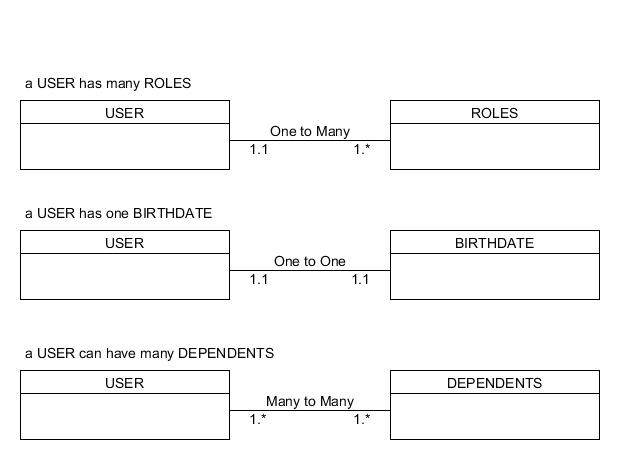 a USER has many ROLES
USER
One to Many
ROLES
1.1
1.*
a USER has one BIRTHDATE
USER
One to One
BIRTHDATE
1.1
1.1
a USER can have many DEPENDENTS
USER
Many to Many
DEPENDENTS
1.*
1.*